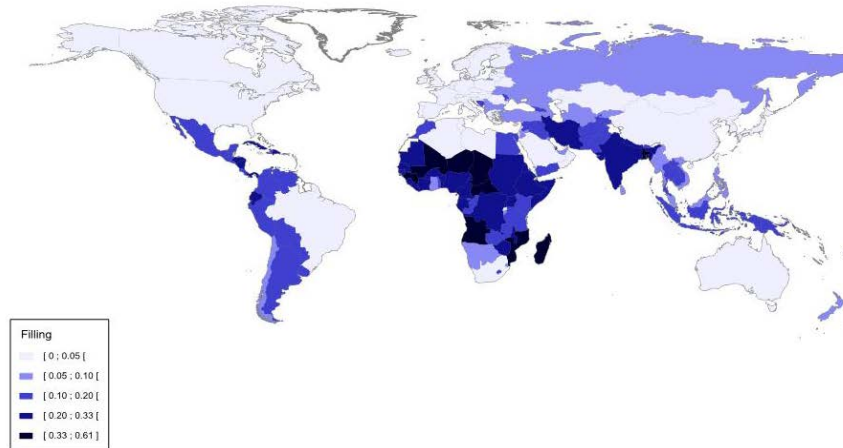 Filling
[ 0 ; 0.05 [
[ 0.05 ; 0.10 [
[ 0.10 ; 0.20 [
[ 0.20 ; 0.33 [
[ 0.33 ; 0.61 ]